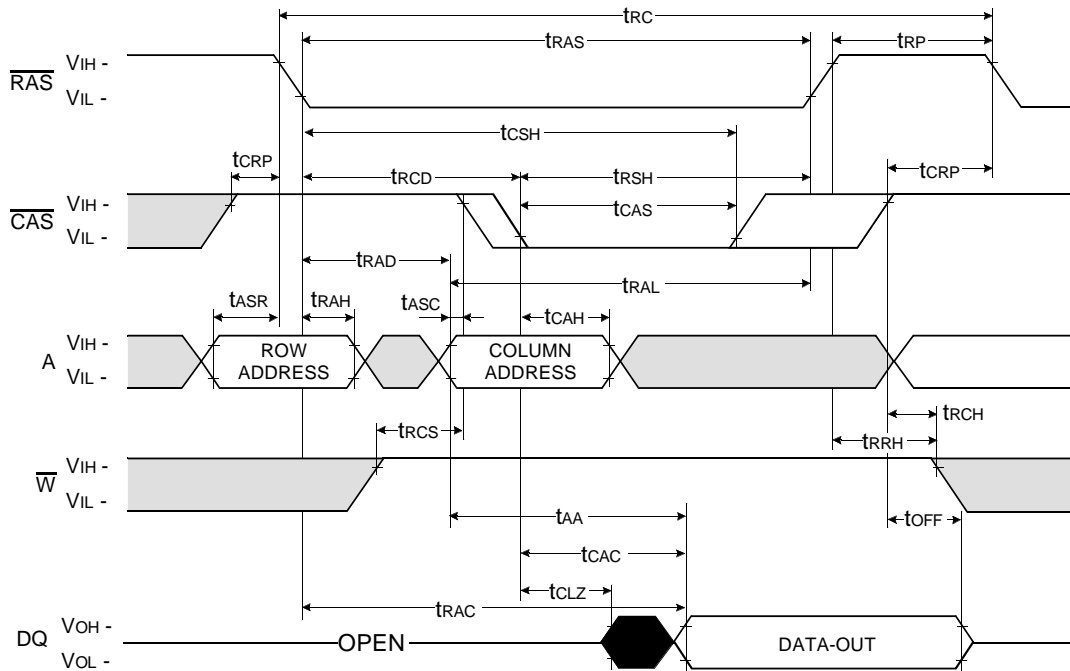 tRC
tRAS
tRP
RAS
VIH -
VIL -
tCSH
tCRP
tRCD
tRSH
tCRP
CAS
VIH -
VIL -
tCAS
tRAD
tRAL
tASR
tRAH
tASC
tCAH
A
VIH -
VIL -
ROW
ADDRESS
COLUMN
ADDRESS
tRCS
tRCH
tRRH
W
VIH -
VIL -
tAA
tOFF
tCAC
tCLZ
tRAC
DQ
VOH -
VOL -
OPEN
DATA-OUT